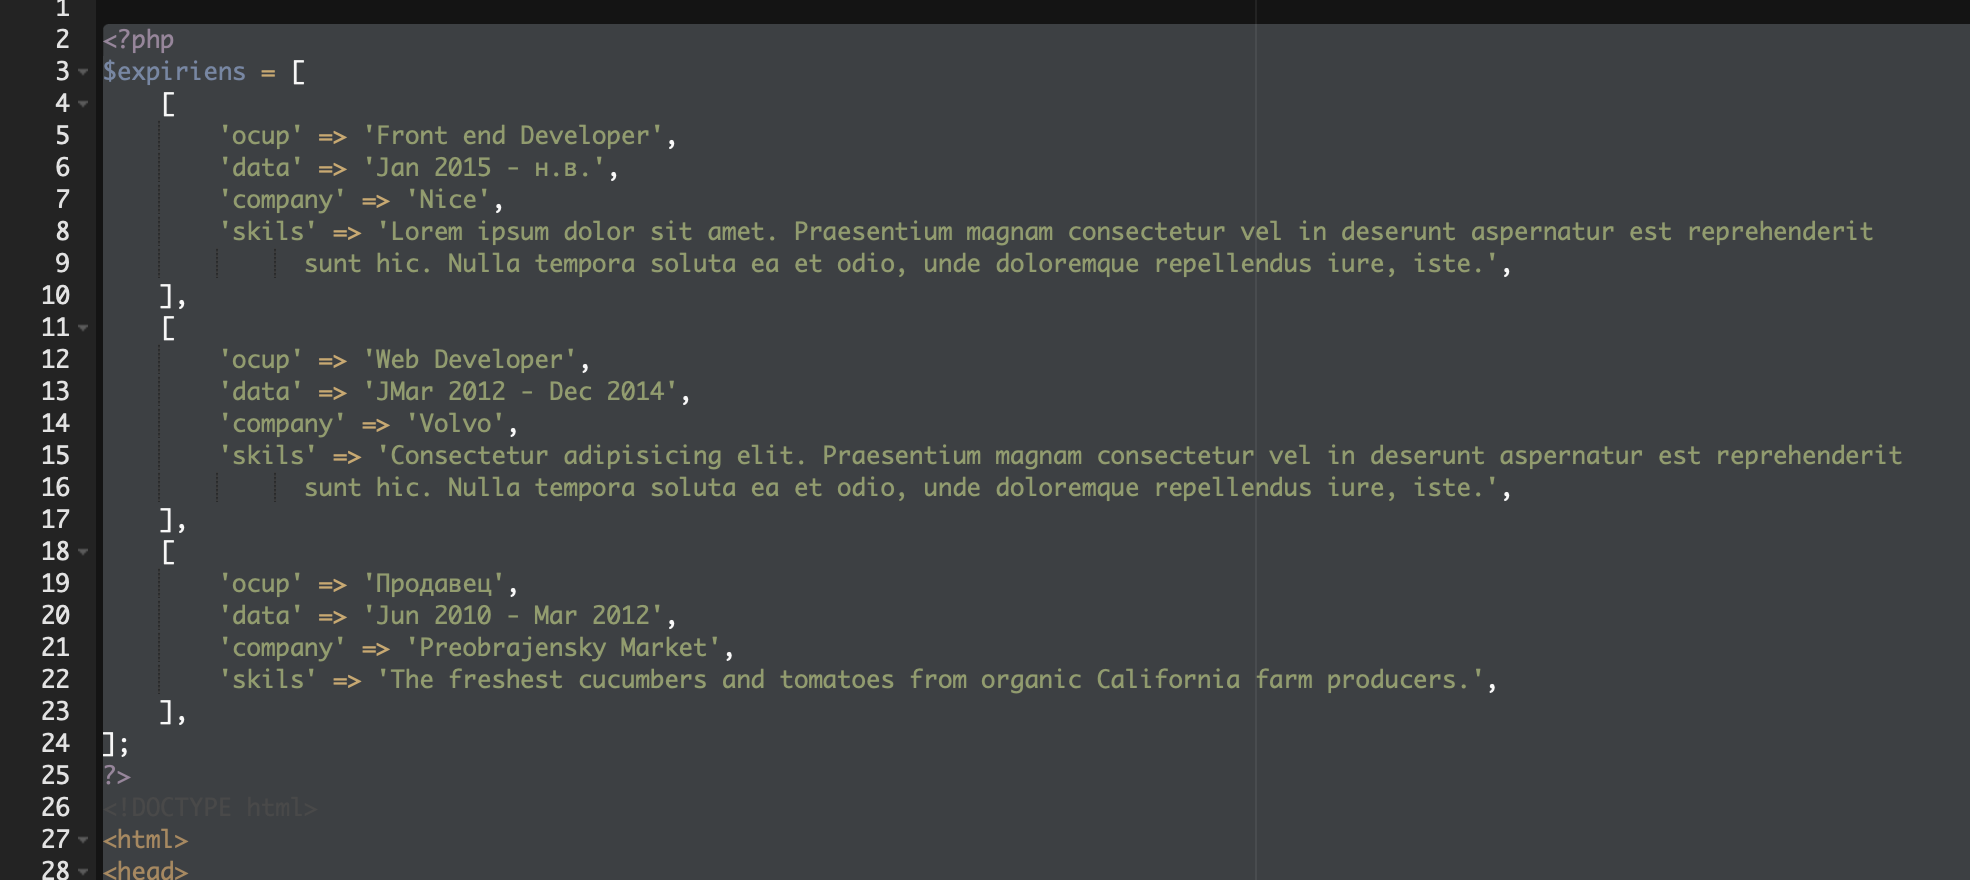 1
2 <?php
3 $expiriens = [
4 [
5 'ocup' => 'Front end Developer',
6 'data' => 'Jan 2015 - н.в.',
7 'company' => 'Nice',
8 'skils' => 'Lorem ipsum dolor sit amet. Praesentium magnam consectetur vel in deserunt aspernatur est reprehenderit
9 sunt hic. Nulla tempora soluta ea et odio, unde doloremque repellendus iure, iste.',
10 ],
11 [
12 'ocup' => 'Web Developer',
13 'data' => 'JMar 2012 - Dec 2014',
14 'company' => 'Volvo',
15 'skils' => 'Consectetur adipisicing elit. Praesentium magnam consectetur vel in deserunt aspernatur est reprehenderit
16 sunt hic. Nulla tempora soluta ea et odio, unde doloremque repellendus iure, iste.',
17 ],
18 [
19 'ocup' => 'Продавец',
20 'data' => 'Jun 2010 - Mar 2012',
21 'company' => 'Preobrajensky Market',
22 'skils' => 'The freshest cucumbers and tomatoes from organic California farm producers.',
23 ],
24 ];
25 ?>
26 <!DOCTYPE html>
27 <html>
28 <head>